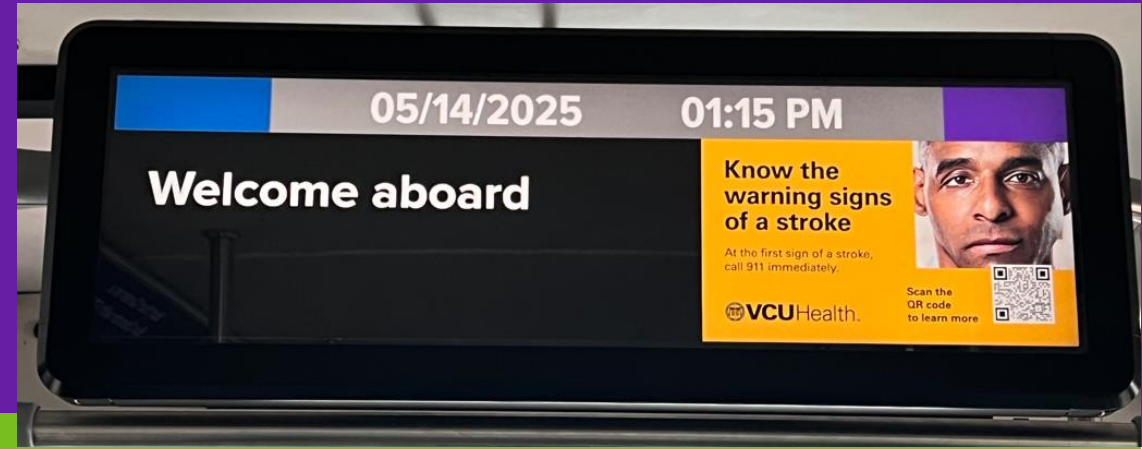 05/14/2025 01:15 PM
Welcome aboard
Know the
warning signs
of a stroke
At the first sign of a stroke,
call 911 immediately.
VCUHealth.
Scan the
QR code
to learn more